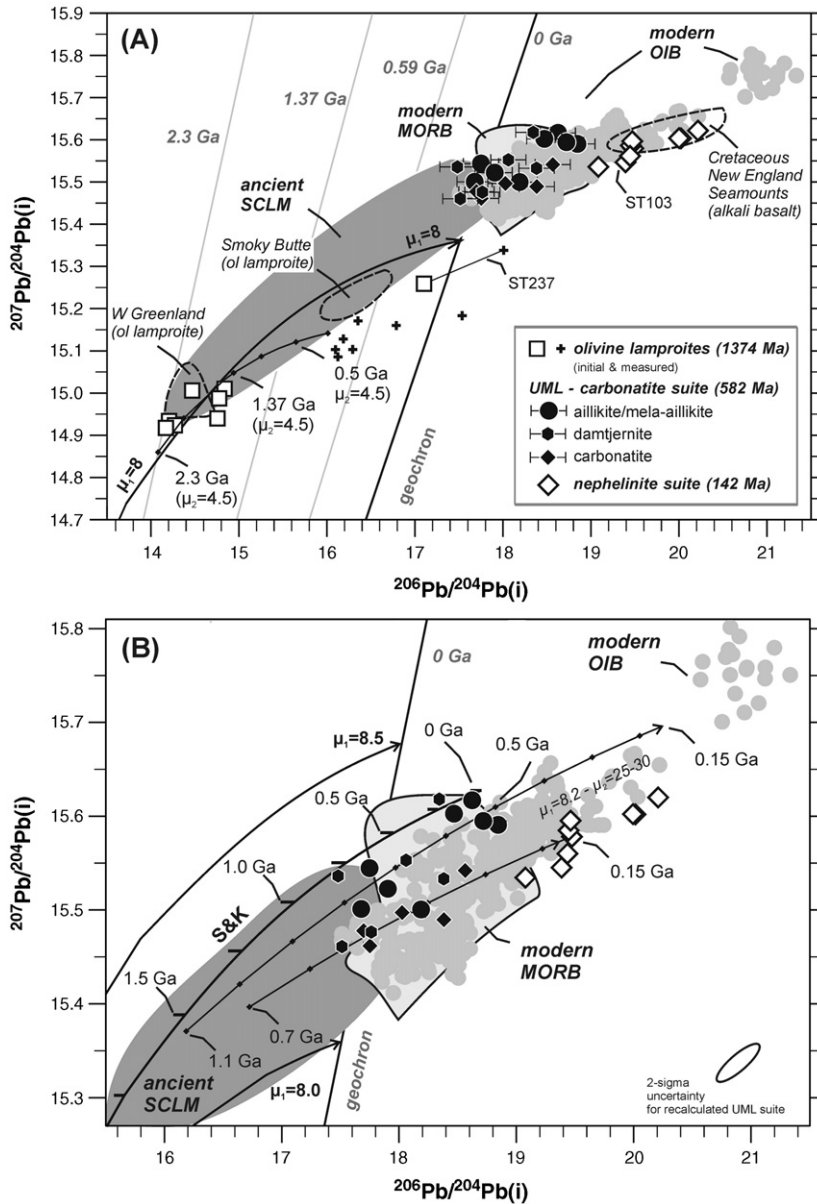 (A)
15.9
15.8
15.7
15.6
15.5
15.4
15.3
15.2
15.1
15.0
14.9
14.8
14.7
207Pb/204Pb(i)
0 Ga
0.59 Ga
1.37 Ga
2.3 Ga
modern
OIB
modern
MORB
ancient
SCLM
Cretaceous
New England
Seamounts
(alkali basalt)
ST103
Smoky Butte
(ol lamproite)
μ1=8
ST237
W Greenland
(ol lamproite)
0.5 Ga
μ2=4.5
1.37 Ga
(μ2=4.5)
2.3 Ga
(μ2=4.5)
μ1=8
geochron
olivine lamproites (1374 Ma)
(initial & measured)
UML - carbonatite suite (582 Ma)
aillikite/mela-aillikite
damtjernite
carbonatite
nephelinite suite (142 Ma)
14 15 16 17 18 19 20 21
206Pb/204Pb(i)
(B)
15.8
15.7
15.6
15.5
15.4
15.3
207Pb/204Pb(i)
0 Ga
modern
OIB
μ1=8.5
0 Ga
0.5 Ga
0.15 Ga
μ1=8.2 - μ2=25-30
0.5 Ga
1.0 Ga
0.15 Ga
S&K
modern
MORB
1.5 Ga
0.7 Ga
1.1 Ga
ancient
SCLM
μ1=8.0
geochron
2-sigma
uncertainty
for recalculated UML suite
16 17 18 19 20 21
206Pb/204Pb(i)